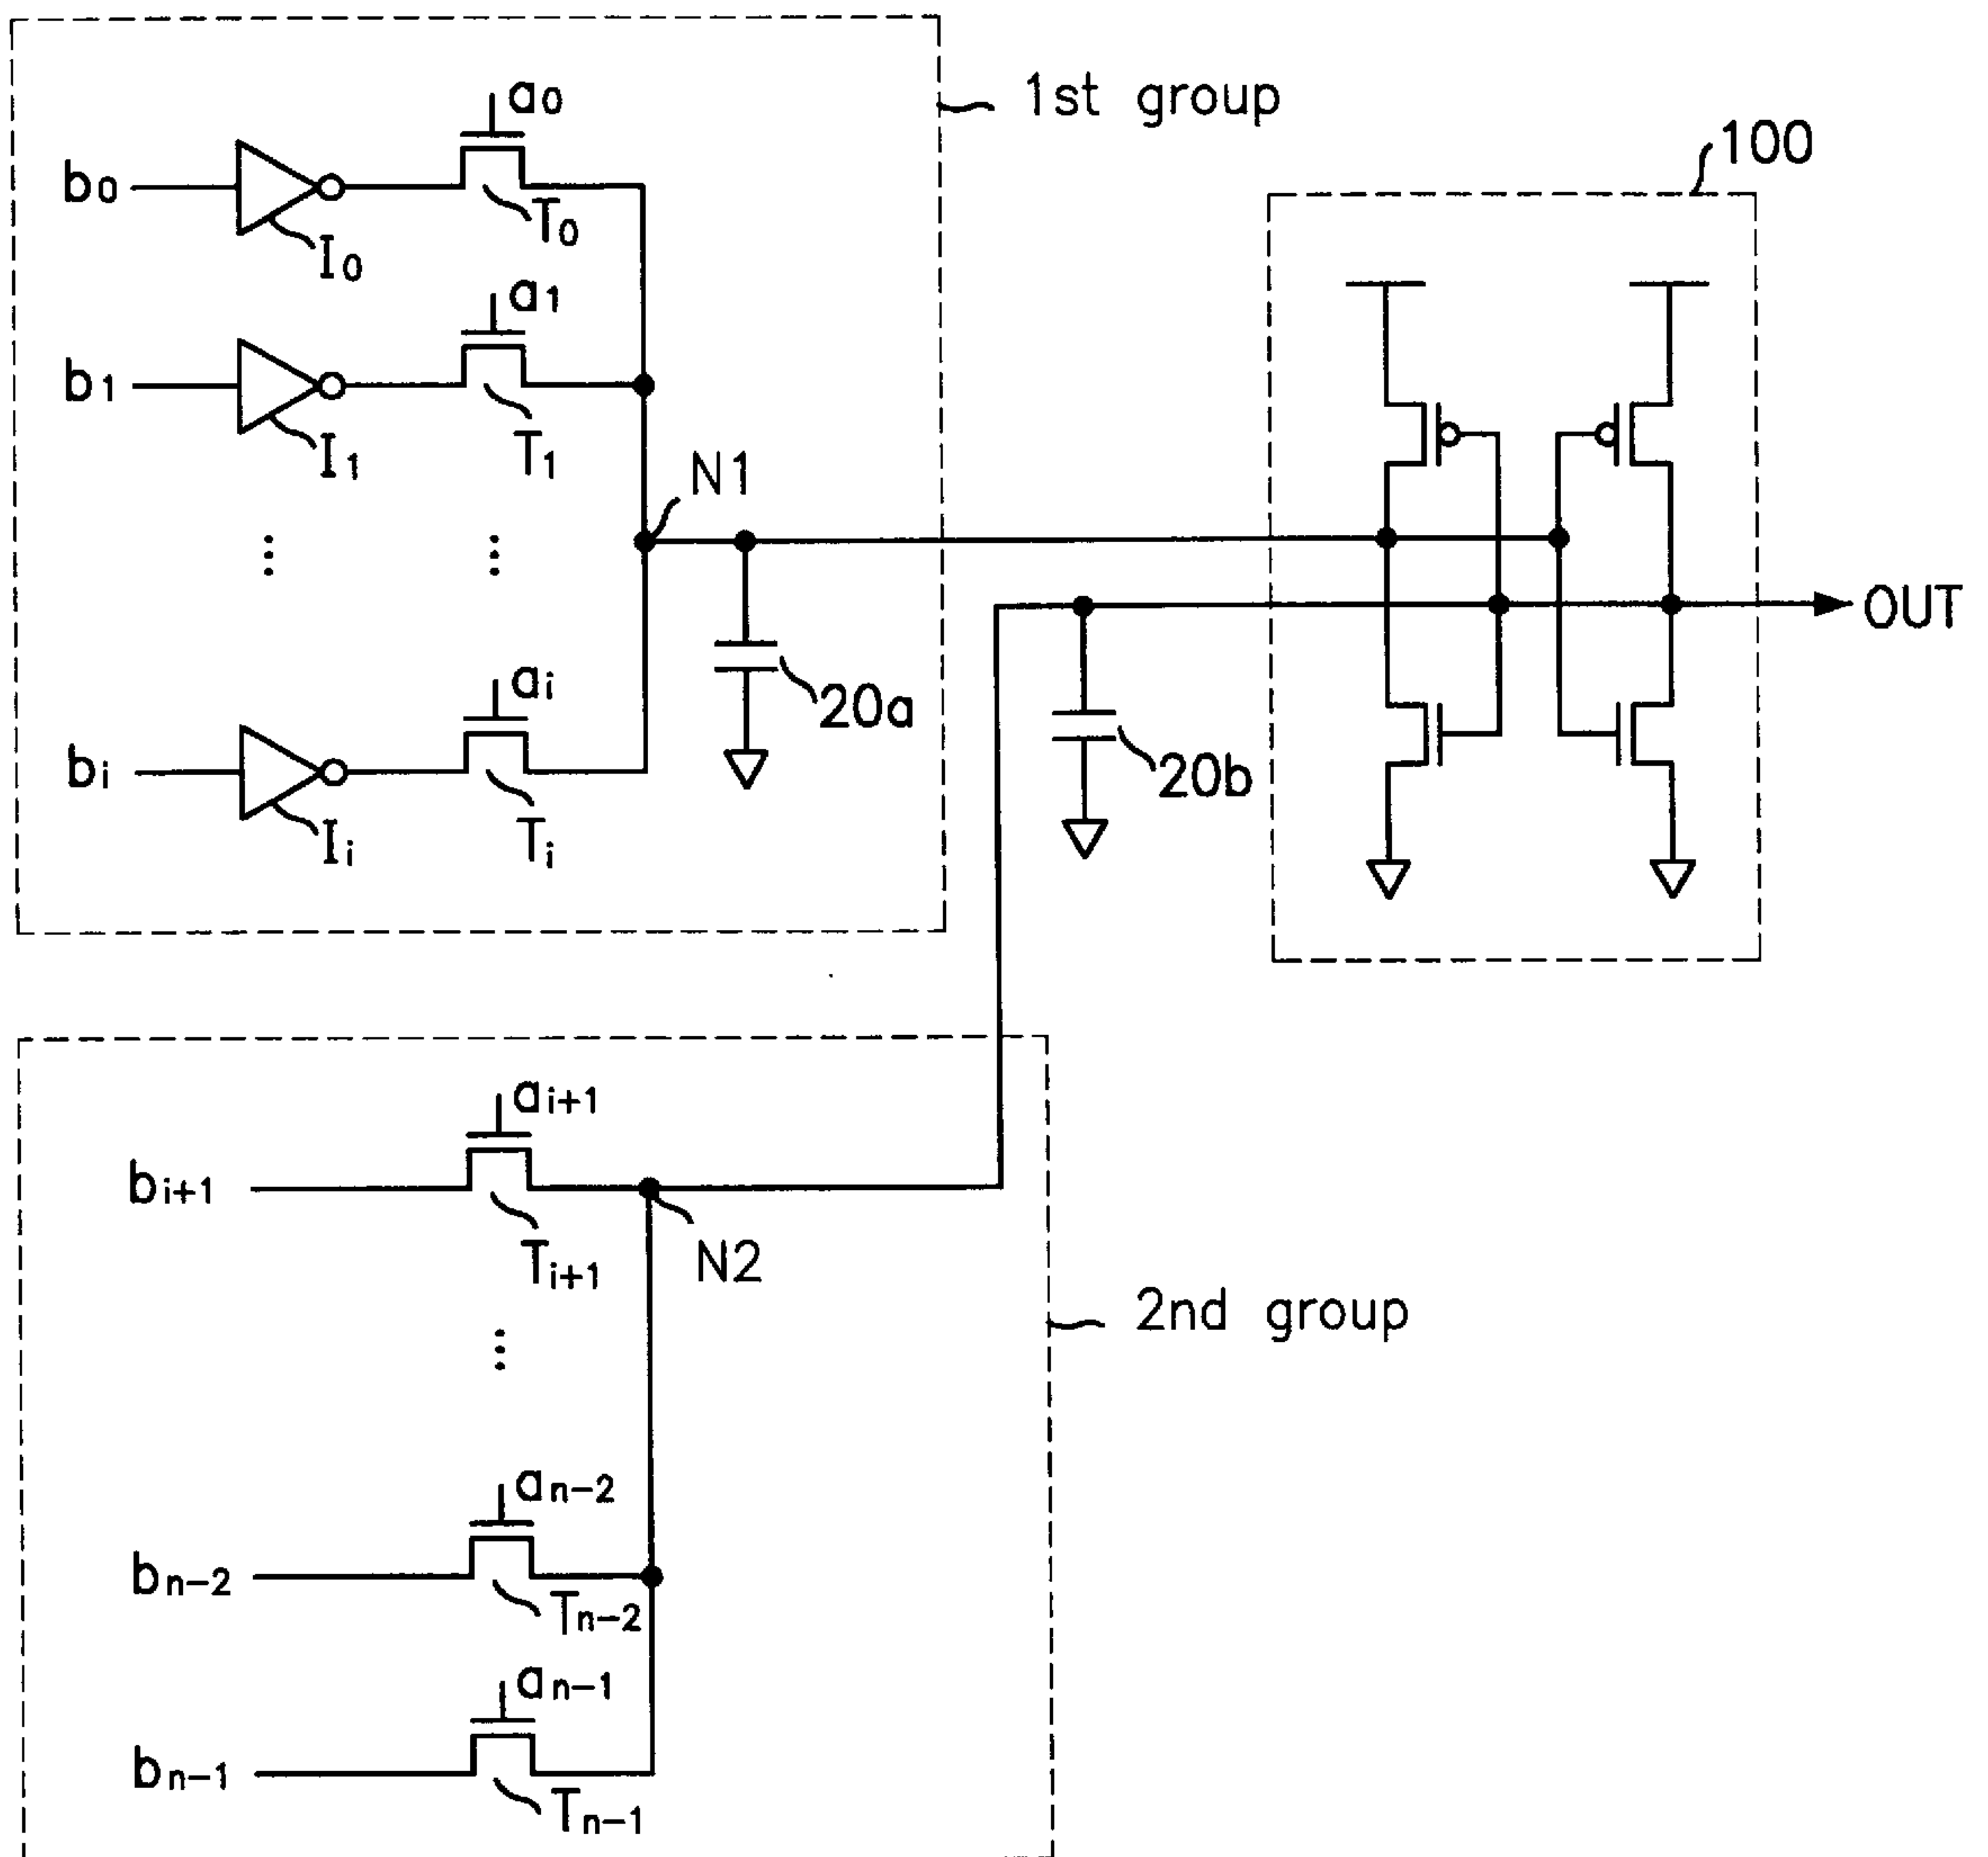 1st group
100
a0
b0
T0
I0
a1
b1
T1
I1
N1
OUT
ai
20a
bi
20b
Ti
Ii
ai+1
bi+1
Ti+1
N2
2nd group
an-2
bn-2
Tn-2
an-1
bn-1
Tn-1